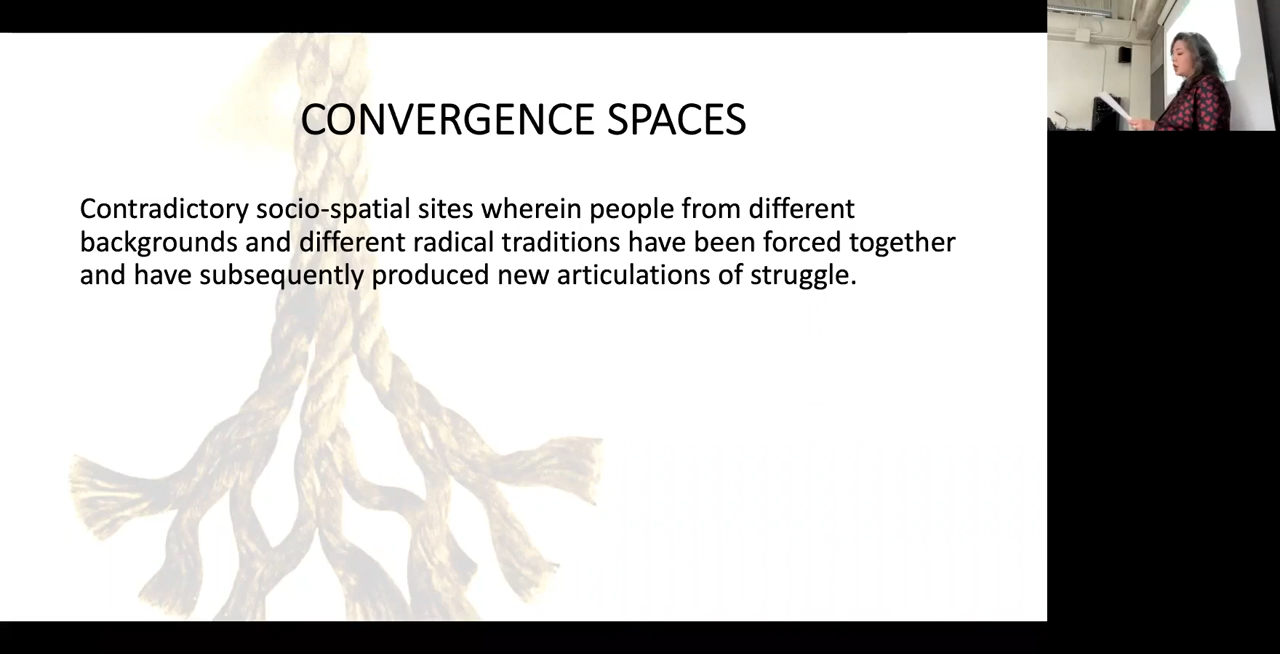 CONVERGENCE SPACES
Contradictory socio-spatial sites wherein people from different
backgrounds and different radical traditions have been forced together
and have subsequently produced new articulations of struggle.